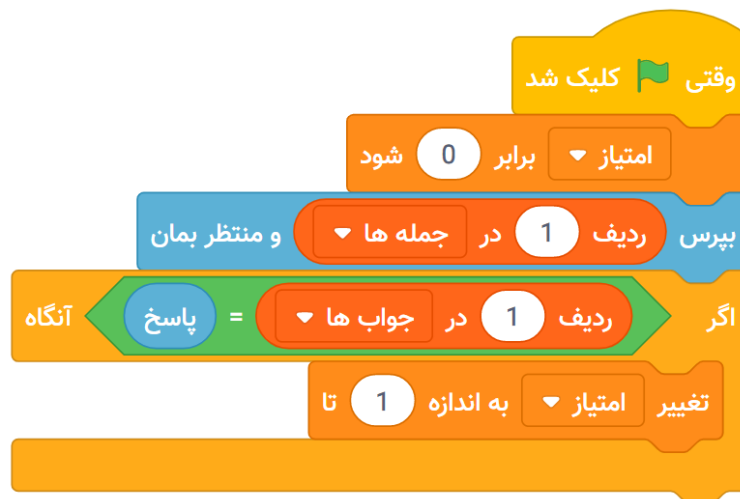 وقتی کلیک شد
امتیاز برابر 0 شود
بپرس ردیف 1 در جمله ها و منتظر بمان
اگر ردیف 1 در جواب ها = پاسخ آنگاه
تغییر امتیاز به اندازه 1 تا